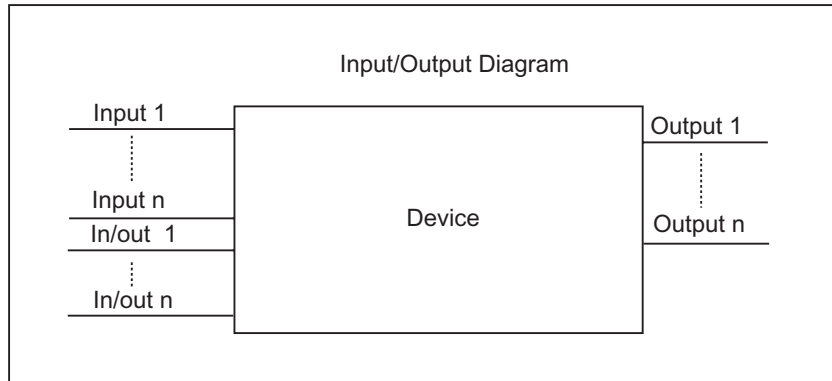 Input/Output Diagram
Input 1
Input n
In/out 1
In/out n
Device
Output 1
Output n